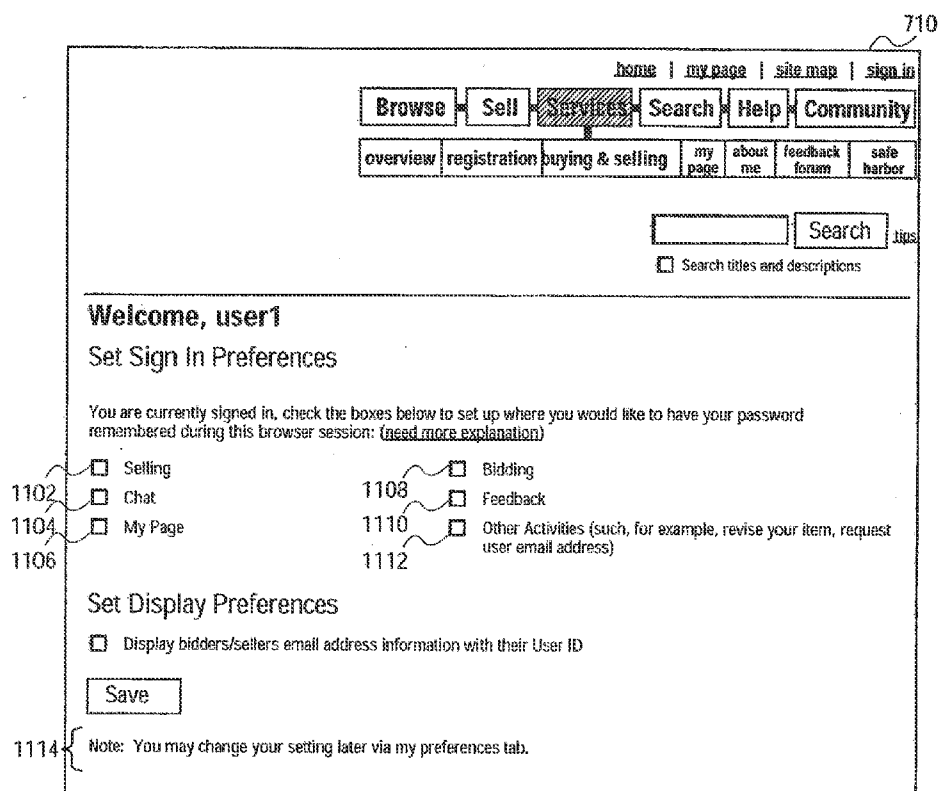 710
home | my page | site map | sign in
Browse Sell Services Search Help Community
overview registration buying & selling my page about me feedback forum safe harbor
Search tips
Search titles and descriptions
Welcome, user1
Set Sign In Preferences
You are currently signed in, check the boxes below to set up where you would like to have your password
remembered during this browser session: (need more explanation)
1102 Selling 1108 Bidding
1104 Chat 1110 Feedback
1106 My Page 1112 Other Activities (such, for example, revise your item, request
user email address)
Set Display Preferences
Display bidders/sellers email address information with their User ID
Save
1114 Note: You may change your setting later via my preferences tab.